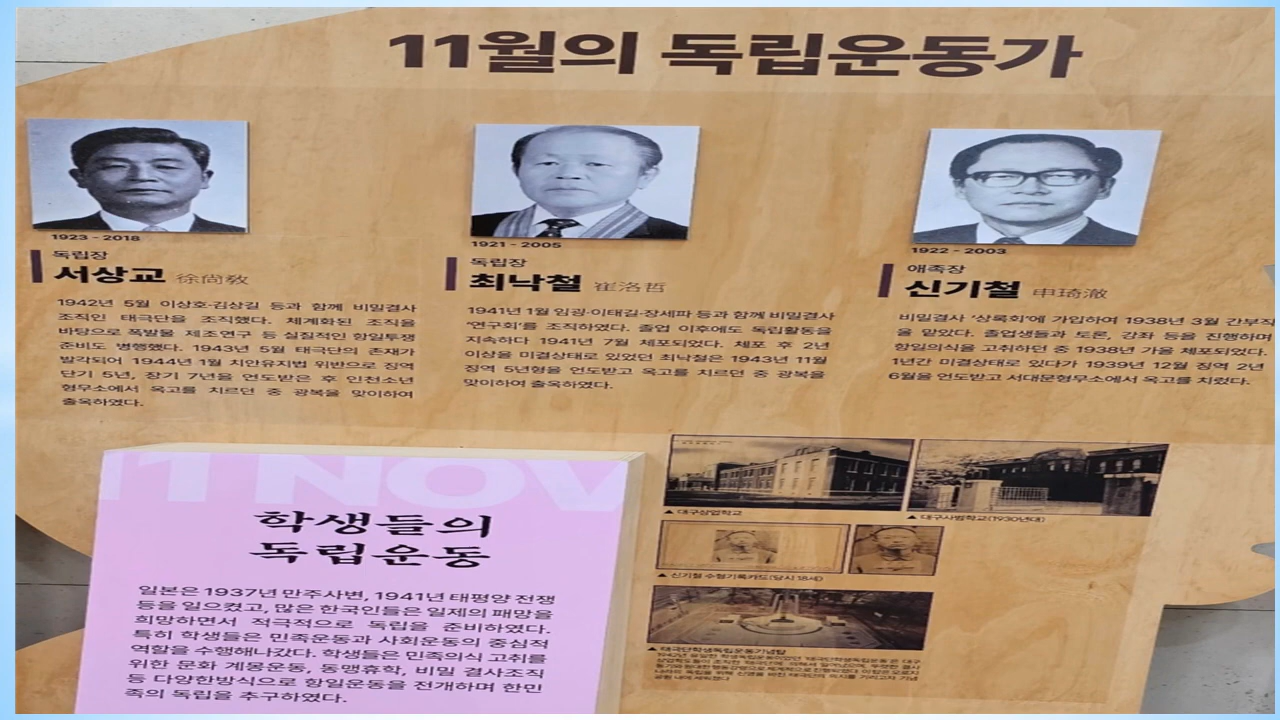 11월의 독립운동가
1923 - 2018
독립장
서상교 徐尙敎
1942년 5월 이상호·김상길 등과 함께 비밀결사
조직인 태극단을 조직했다. 체계화된 조직을
바탕으로 폭발물 제조연구 등 실질적인 항일투쟁
준비도 병행했다. 1943년 5월 태극단의 존재가
발각되어 1944년 1월 치안유지법 위반으로 징역
단기 5년, 장기 7년을 언도받은 후 인천소년
형무소에서 옥고를 치르던 중 광복을 맞이하여
출옥하였다.
1921 - 2005
독립장
최낙철 崔洛哲
1941년 1월 임굉·이태길·장세파 등과 함께 비밀결사
‘연구회’를 조직하였다. 졸업 이후에도 독립활동을
지속하다 1941년 7월 체포되었다. 체포 후 2년
이상을 미결상태로 있었던 최낙철은 1943년 11월
징역 5년형을 언도받고 옥고를 치르던 중 광복을
맞이하여 출옥하였다.
1922 - 2003
애족장
신기철 申琦澈
비밀결사 ‘상록회’에 가입하여 1938년 3월 간부직
을 맡았다. 졸업생들과 토론, 강좌 등을 진행하며
항일의식을 고취하던 중 1938년 가을 체포되었다.
1년간 미결상태로 있다가 1939년 12월 징역 2년
6월을 언도받고 서대문형무소에서 옥고를 치렀다.
11 NOV
학생들의
독립운동
일본은 1937년 만주사변, 1941년 태평양 전쟁
등을 일으켰고, 많은 한국인들은 일제의 패망을
희망하면서 적극적으로 독립을 준비하였다.
특히 학생들은 민족운동과 사회운동의 중심적
역할을 수행해나갔다. 학생들은 민족의식 고취를
위한 문화 계몽운동, 동맹휴학, 비밀 결사조직
등 다양한방식으로 항일운동을 전개하며 한민
족의 독립을 추구하였다.
▲ 대구상업학교
▲ 대구사범학교(1930년대)
▲ 신기철 수형기록카드(당시 18세)
▲ 태극단학생독립운동기념탑